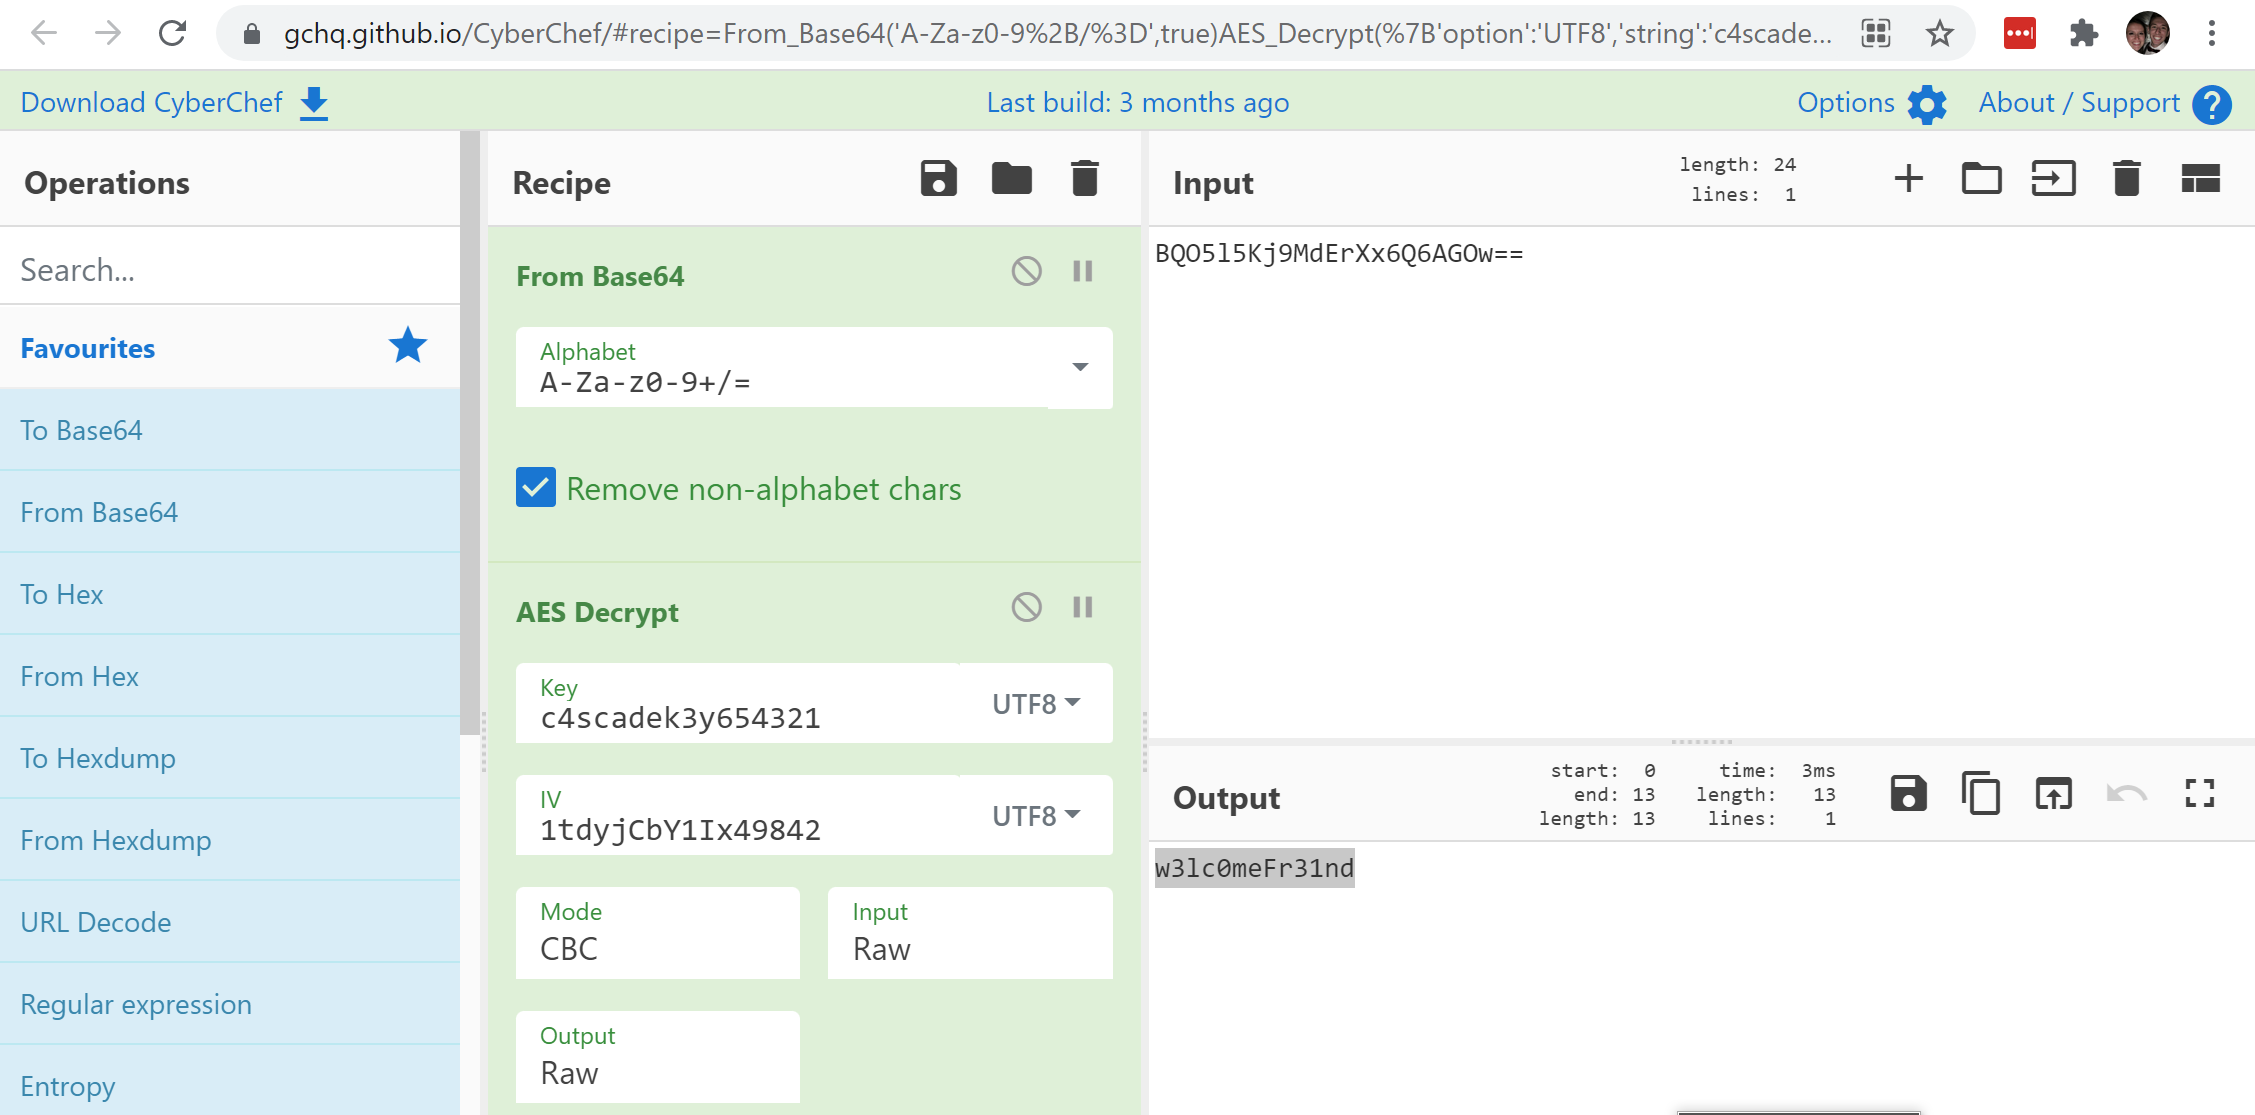 gchq.github.io/CyberChef/#recipe=From_Base64('A-Za-z0-9%2B/%3D',true)AES_Decrypt(%7B'option':'UTF8','string':'c4scade...
Download CyberChef
Last build: 3 months ago
Options
About / Support
Operations
Search...
Favourites
To Base64
From Base64
To Hex
From Hex
To Hexdump
From Hexdump
URL Decode
Regular expression
Entropy
Recipe
From Base64
Alphabet
A-Za-z0-9+/=
Remove non-alphabet chars
AES Decrypt
Key
c4scadek3y654321
UTF8
IV
1tdyjCbY1Ix49842
UTF8
Mode
CBC
Input
Raw
Output
Raw
Input
length: 24
lines: 1
BQO5l5Kj9MdErXx6Q6AGOw==
Output
start: 0 time: 3ms
end: 13 length: 13
length: 13 lines: 1
w3lc0meFr31nd